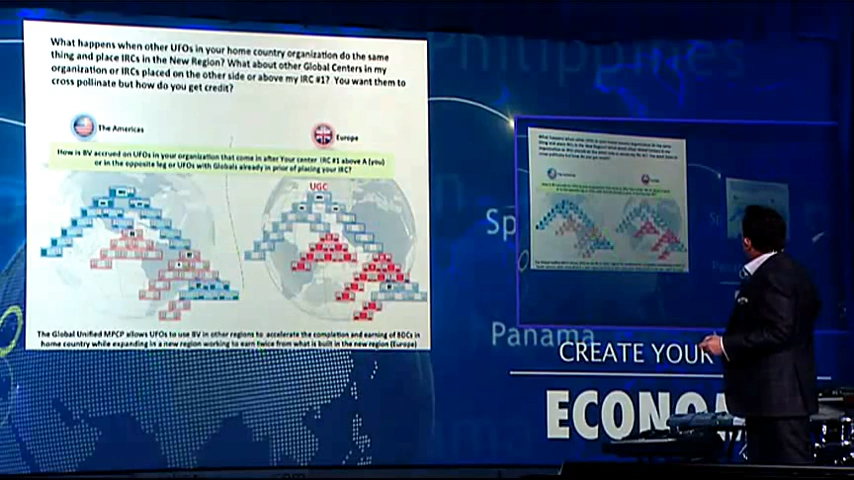 What happens when other UFOs in your home country organization do the same
thing and place IRCs in the New Region? What about other Global Centers in my
organization or IRCs placed on the other side or above my IRC #1? You want them to
cross pollinate but how do you get credit?
The Americas
Europe
How is BV accrued on UFOs in your organization that come in after Your center IRC #1 above A (you)
or in the opposite leg or UFOs with Globals already in prior of placing your IRC?
UGC
The Global Unified MPCP allows UFOs to use BV in other regions to accelerate the completion and earning of BDCs in
home country while expanding in a new region working to earn twice from what is built in the new region (Europe)
Philippines
Sp
Panama
CREATE YOUR
ECONO